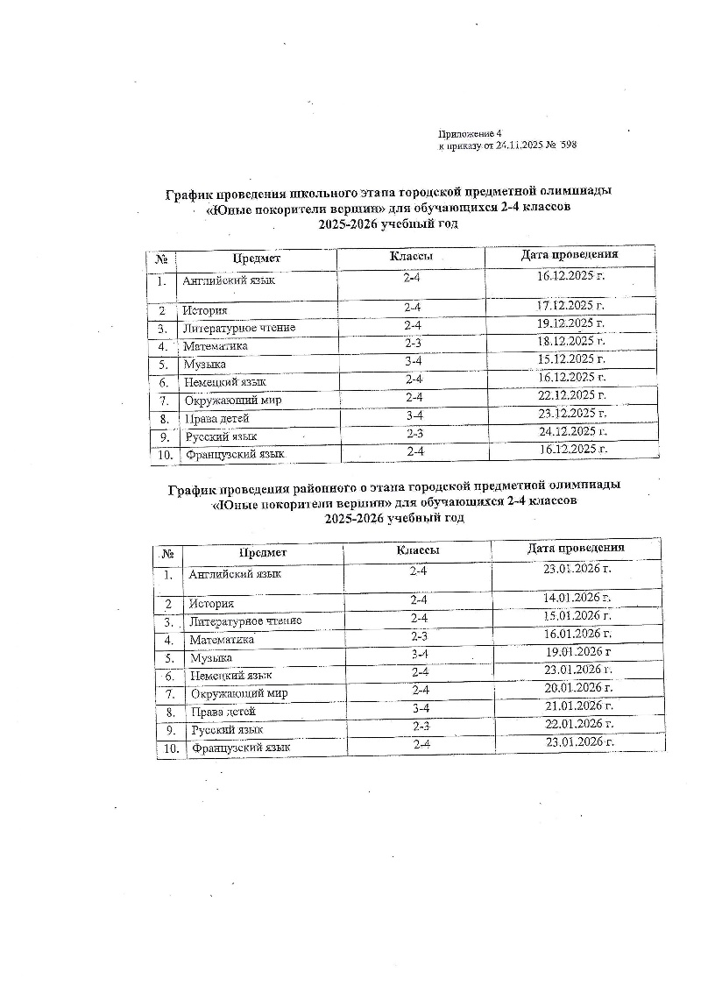 Приложение 4
к приказу от 24.11.2025 № 598
График проведения школьного этапа городской предметной олимпиады
«Юные покорители вершин» для обучающихся 2-4 классов
2025-2026 учебный год
№ Предмет Классы Дата проведения
1. Английский язык 2-4 16.12.2025 г.
2 История 2-4 17.12.2025 г.
3. Литературное чтение 2-4 19.12.2025 г.
4. Математика 2-3 18.12.2025 г.
5. Музыка 3-4 15.12.2025 г.
6. Немецкий язык 2-4 16.12.2025 г.
7. Окружающий мир 2-4 22.12.2025 г.
8. Права детей 3-4 23.12.2025 г.
9. Русский язык 2-3 24.12.2025 г.
10. Французский язык 2-4 16.12.2025 г.
График проведения районного о этапа городской предметной олимпиады
«Юные покорители вершин» для обучающихся 2-4 классов
2025-2026 учебный год
№ Предмет Классы Дата проведения
1. Английский язык 2-4 23.01.2026 г.
2 История 2-4 14.01.2026 г.
3. Литературное чтение 2-4 15.01.2026 г.
4. Математика 2-3 16.01.2026 г.
5. Музыка 3-4 19.01.2026 г
6. Немецкий язык 2-4 23.01.2026 г.
7. Окружающий мир 2-4 20.01.2026 г.
8. Права детей 3-4 21.01.2026 г.
9. Русский язык 2-3 22.01.2026 г.
10. Французский язык 2-4 23.01.2026 г.